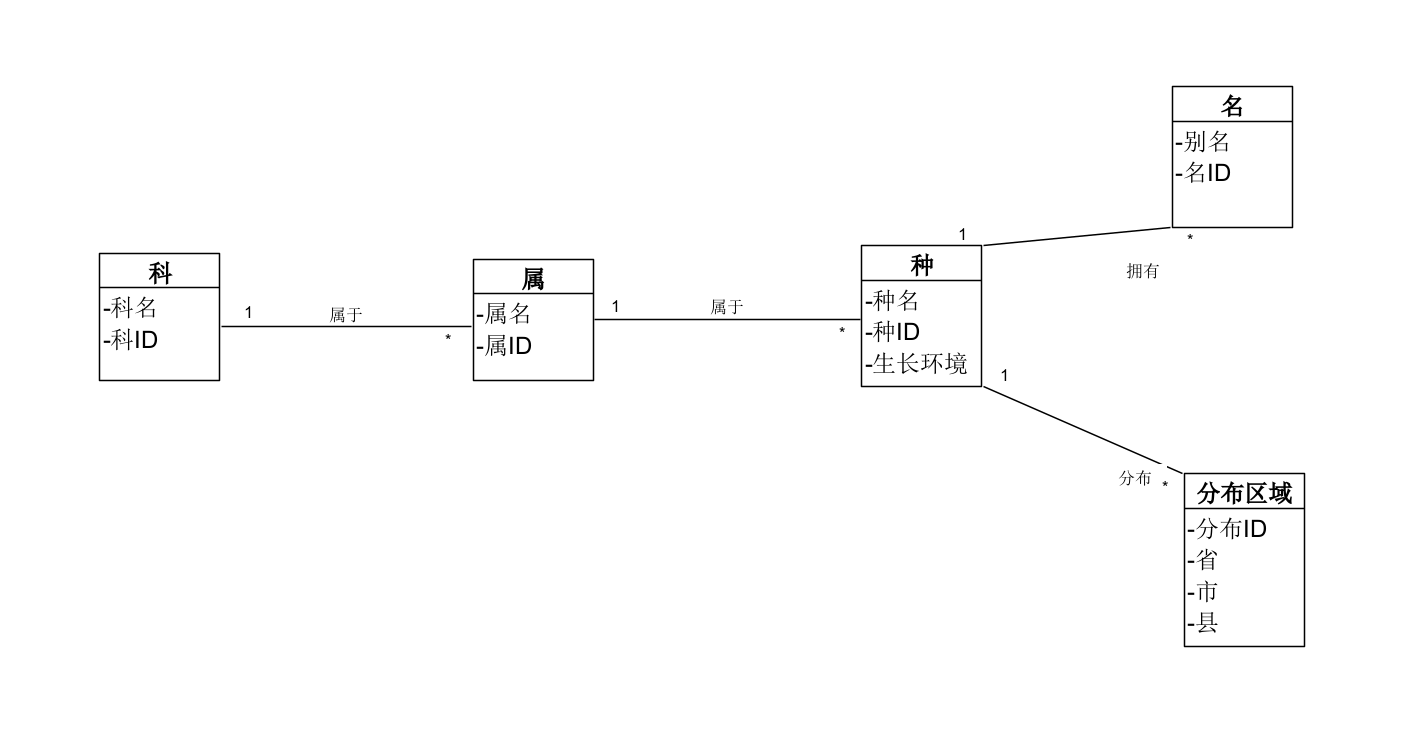 名
-别名
-名ID
1
*
拥有
科
-科名
-科ID
1
属于
*
属
-属名
-属ID
1
属于
*
种
-种名
-种ID
-生长环境
1
分布
*
分布区域
-分布ID
-省
-市
-县